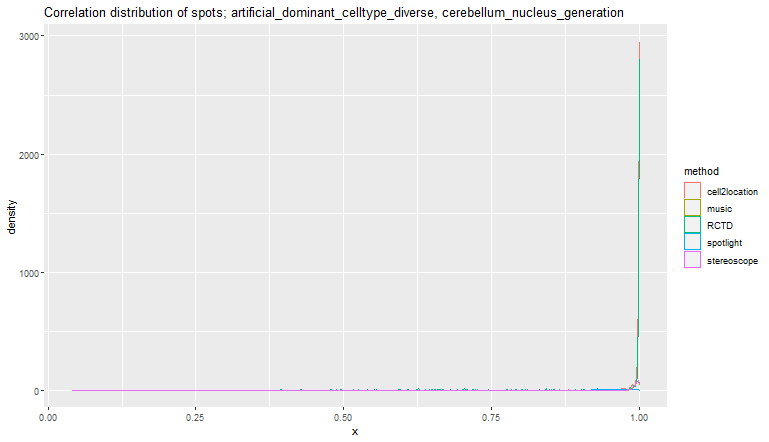 Correlation distribution of spots; artificial_dominant_celltype_diverse, cerebellum_nucleus_generation
3000
2000
1000
0
density
0.00
0.25
0.50
0.75
1.00
x
method
cell2location
music
RCTD
spotlight
stereoscope